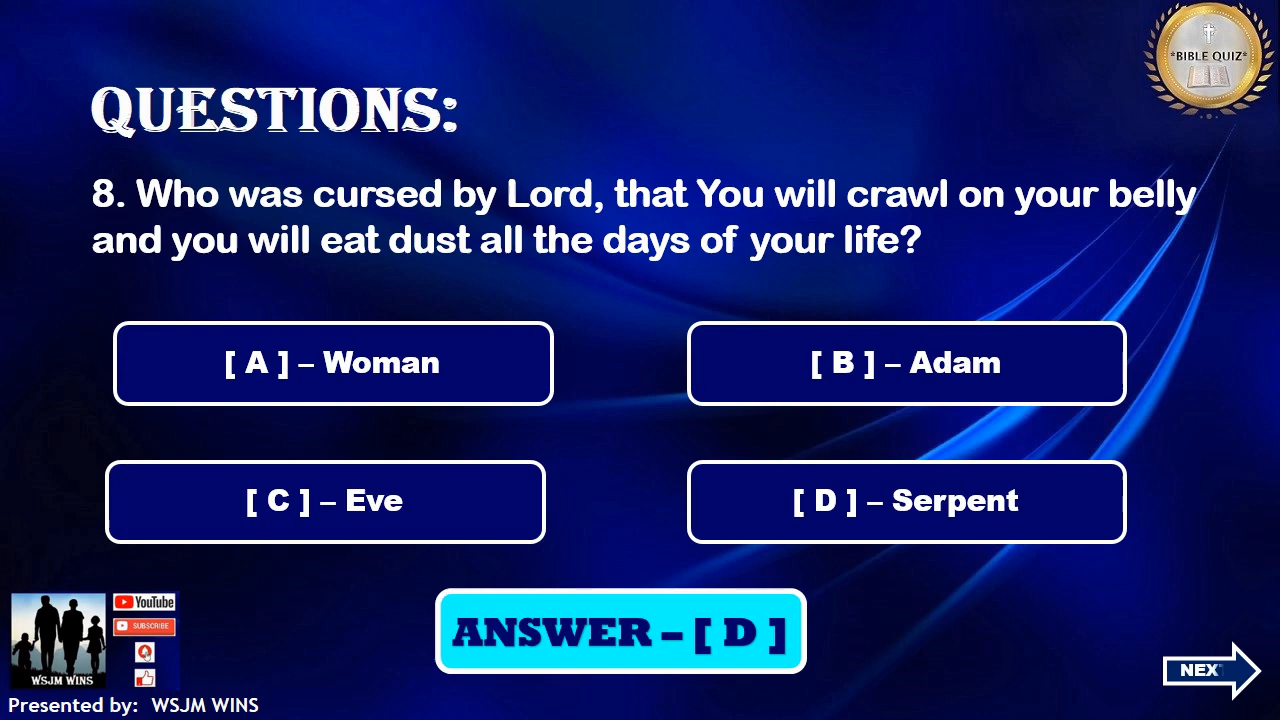 *BIBLE QUIZ*
QUESTIONS:
8. Who was cursed by Lord, that You will crawl on your belly
and you will eat dust all the days of your life?
[ A ] – Woman
[ B ] – Adam
[ C ] – Eve
[ D ] – Serpent
ANSWER – [ D ]
YouTube
SUBSCRIBE
WSJM WINS
NEX
Presented by: WSJM WINS